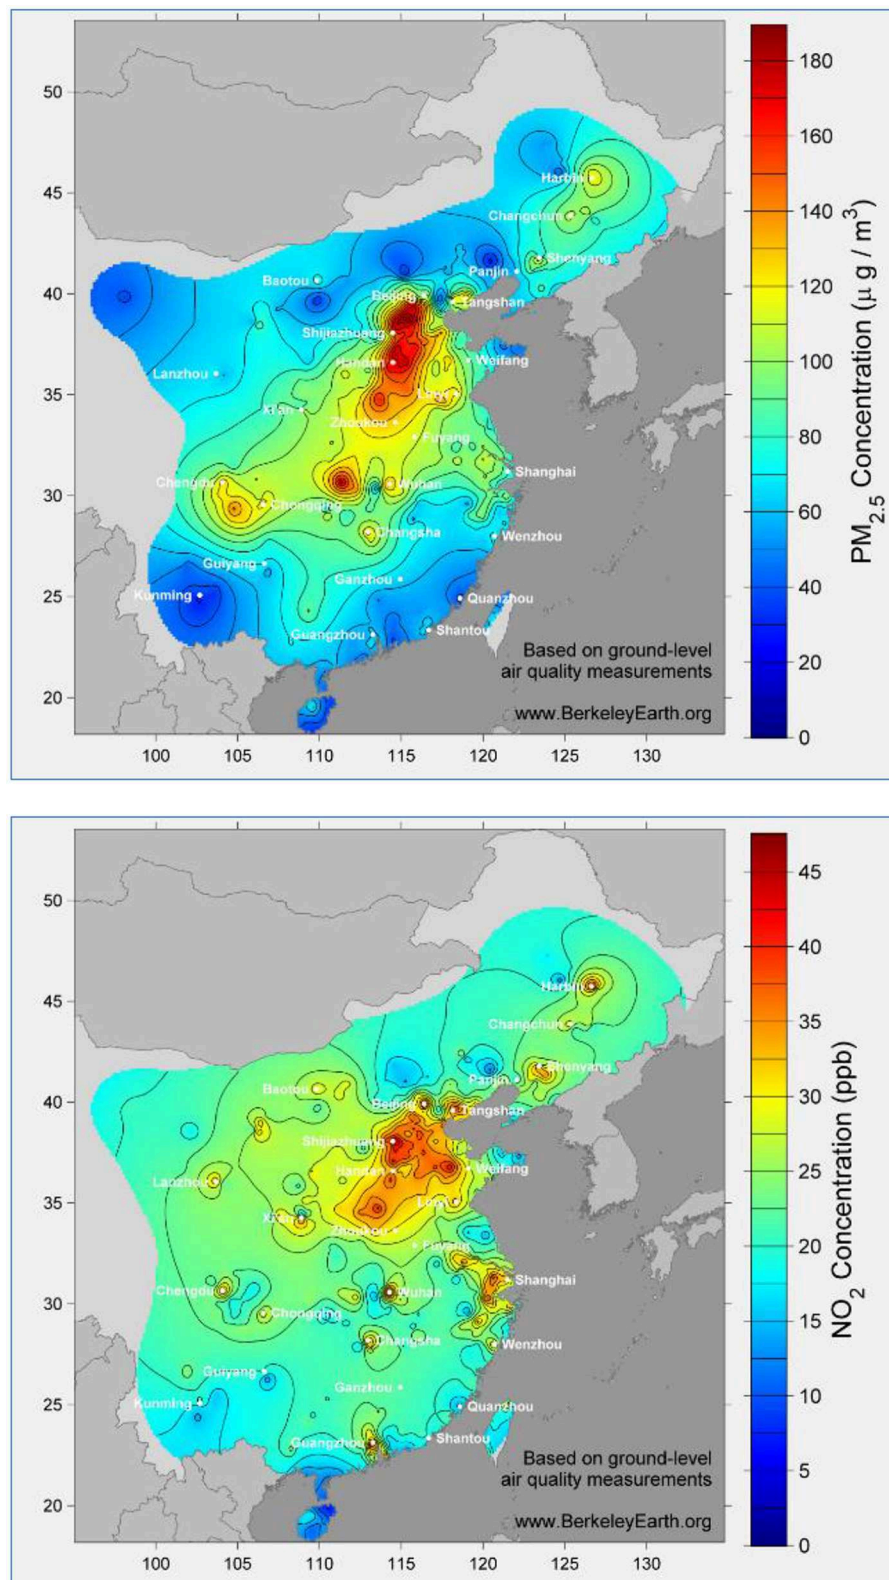 50
45
40
35
30
25
20
100 105 110 115 120 125 130
Harbin
Changchun
Shenyang
Panjin
Baotou
Beijing
Tangshan
Shijiazhuang
Handan
Weifang
Lanzhou
Linyi
Xi'an
Zhoukou
Fuyang
Shanghai
Chengdu
Wuhan
Chongqing
Changsha
Wenzhou
Guiyang
Ganzhou
Kunming
Quanzhou
Guangzhou
Shantou
Based on ground-level
air quality measurements
www.BerkeleyEarth.org
180
160
140
120
100
80
60
40
20
0
PM2.5 Concentration (μ g / m3)
50
45
40
35
30
25
20
100 105 110 115 120 125 130
Harbin
Changchun
Shenyang
Panjin
Baotou
Beijing
Tangshan
Shijiazhuang
Handan
Weifang
Lanzhou
Linyi
Xi'an
Zhoukou
Fuyang
Shanghai
Chengdu
Wuhan
Chongqing
Changsha
Wenzhou
Guiyang
Ganzhou
Kunming
Quanzhou
Guangzhou
Shantou
Based on ground-level
air quality measurements
www.BerkeleyEarth.org
45
40
35
30
25
20
15
10
5
0
NO2 Concentration (ppb)